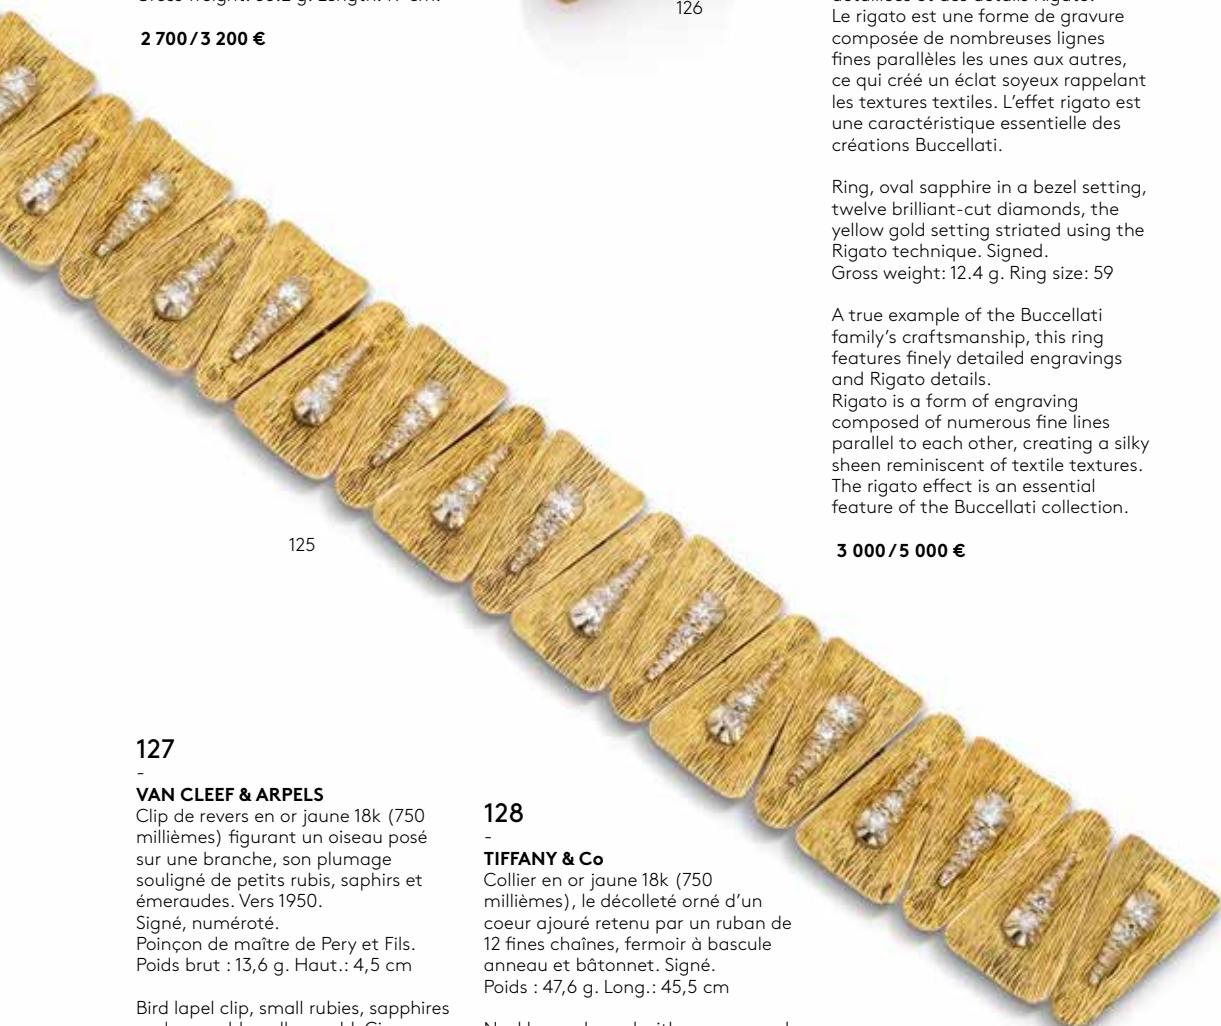 126
2 700 / 3 200 €
Le rigato est une forme de gravure
composée de nombreuses lignes
fines parallèles les unes aux autres,
ce qui créé un éclat soyeux rappelant
les textures textiles. L'effet rigato est
une caractéristique essentielle des
créations Buccellati.
Ring, oval sapphire in a bezel setting,
twelve brilliant-cut diamonds, the
yellow gold setting striated using the
Rigato technique. Signed.
Gross weight: 12.4 g. Ring size: 59
A true example of the Buccellati
family's craftsmanship, this ring
features finely detailed engravings
and Rigato details.
Rigato is a form of engraving
composed of numerous fine lines
parallel to each other, creating a silky
sheen reminiscent of textile textures.
The rigato effect is an essential
feature of the Buccellati collection.
3 000 / 5 000 €
125
127
-
VAN CLEEF & ARPELS
Clip de revers en or jaune 18k (750
millièmes) figurant un oiseau posé
sur une branche, son plumage
souligné de petits rubis, saphirs et
émeraudes. Vers 1950.
Signé, numéroté.
Poinçon de maître de Pery et Fils.
Poids brut : 13,6 g. Haut.: 4,5 cm
Bird lapel clip, small rubies, sapphires
128
-
TIFFANY & Co
Collier en or jaune 18k (750
millièmes), le décolleté orné d'un
coeur ajouré retenu par un ruban de
12 fines chaînes, fermoir à bascule
anneau et bâtonnet. Signé.
Poids : 47,6 g. Long.: 45,5 cm